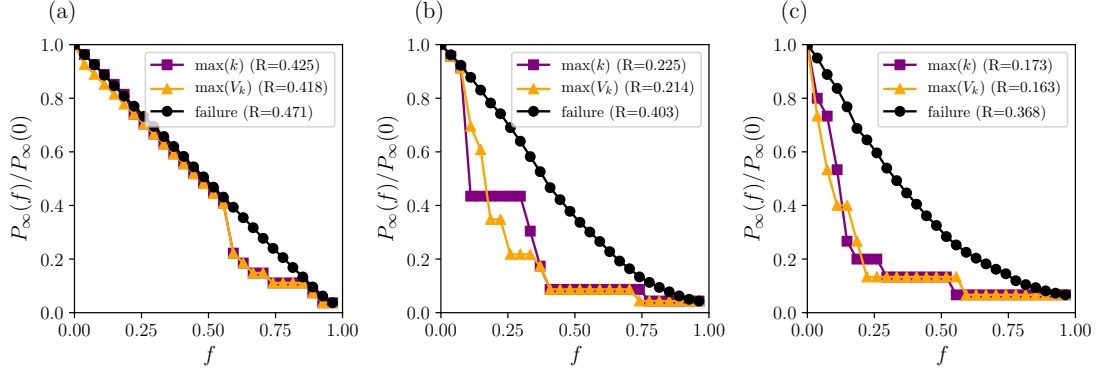 (a)
P∞(f)/P∞(0)
1.0
0.8
0.6
0.4
0.2
0.0
max(k) (R=0.425)
max(Vk) (R=0.418)
failure (R=0.471)
0.00 0.25 0.50 0.75 1.00
f
(b)
P∞(f)/P∞(0)
1.0
0.8
0.6
0.4
0.2
0.0
max(k) (R=0.225)
max(Vk) (R=0.214)
failure (R=0.403)
0.00 0.25 0.50 0.75 1.00
f
(c)
P∞(f)/P∞(0)
1.0
0.8
0.6
0.4
0.2
0.0
max(k) (R=0.173)
max(Vk) (R=0.163)
failure (R=0.368)
0.00 0.25 0.50 0.75 1.00
f